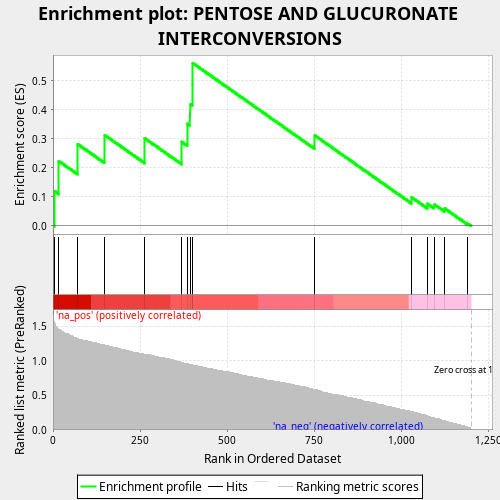 Enrichment plot: PENTOSE AND GLUCURONATE
INTERCONVERSIONS
Enrichment score (ES)
0.5
0.4
0.3
0.2
0.1
0.0
'na_pos' (positively correlated)
Ranked list metric (PreRanked)
1.5
1.0
0.5
0.0
Zero cross at 1
'na_neg' (negatively correlated)
0
250
500
750
1,000
1,250
Rank in Ordered Dataset
Enrichment profile
Hits
Ranking metric scores